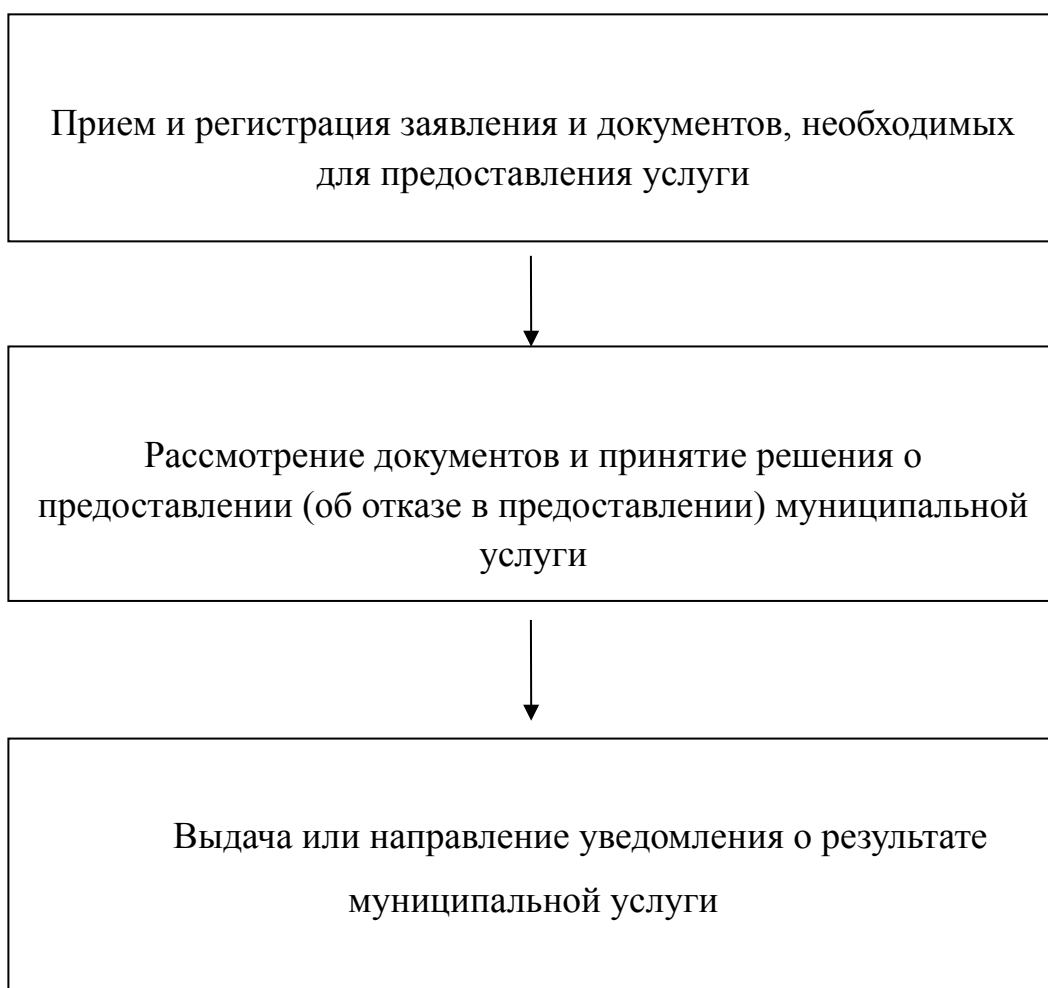 Прием и регистрация заявления и документов, необходимых
для предоставления услуги
Рассмотрение документов и принятие решения о
предоставлении (об отказе в предоставлении) муниципальной
услуги
Выдача или направление уведомления о результате
муниципальной услуги